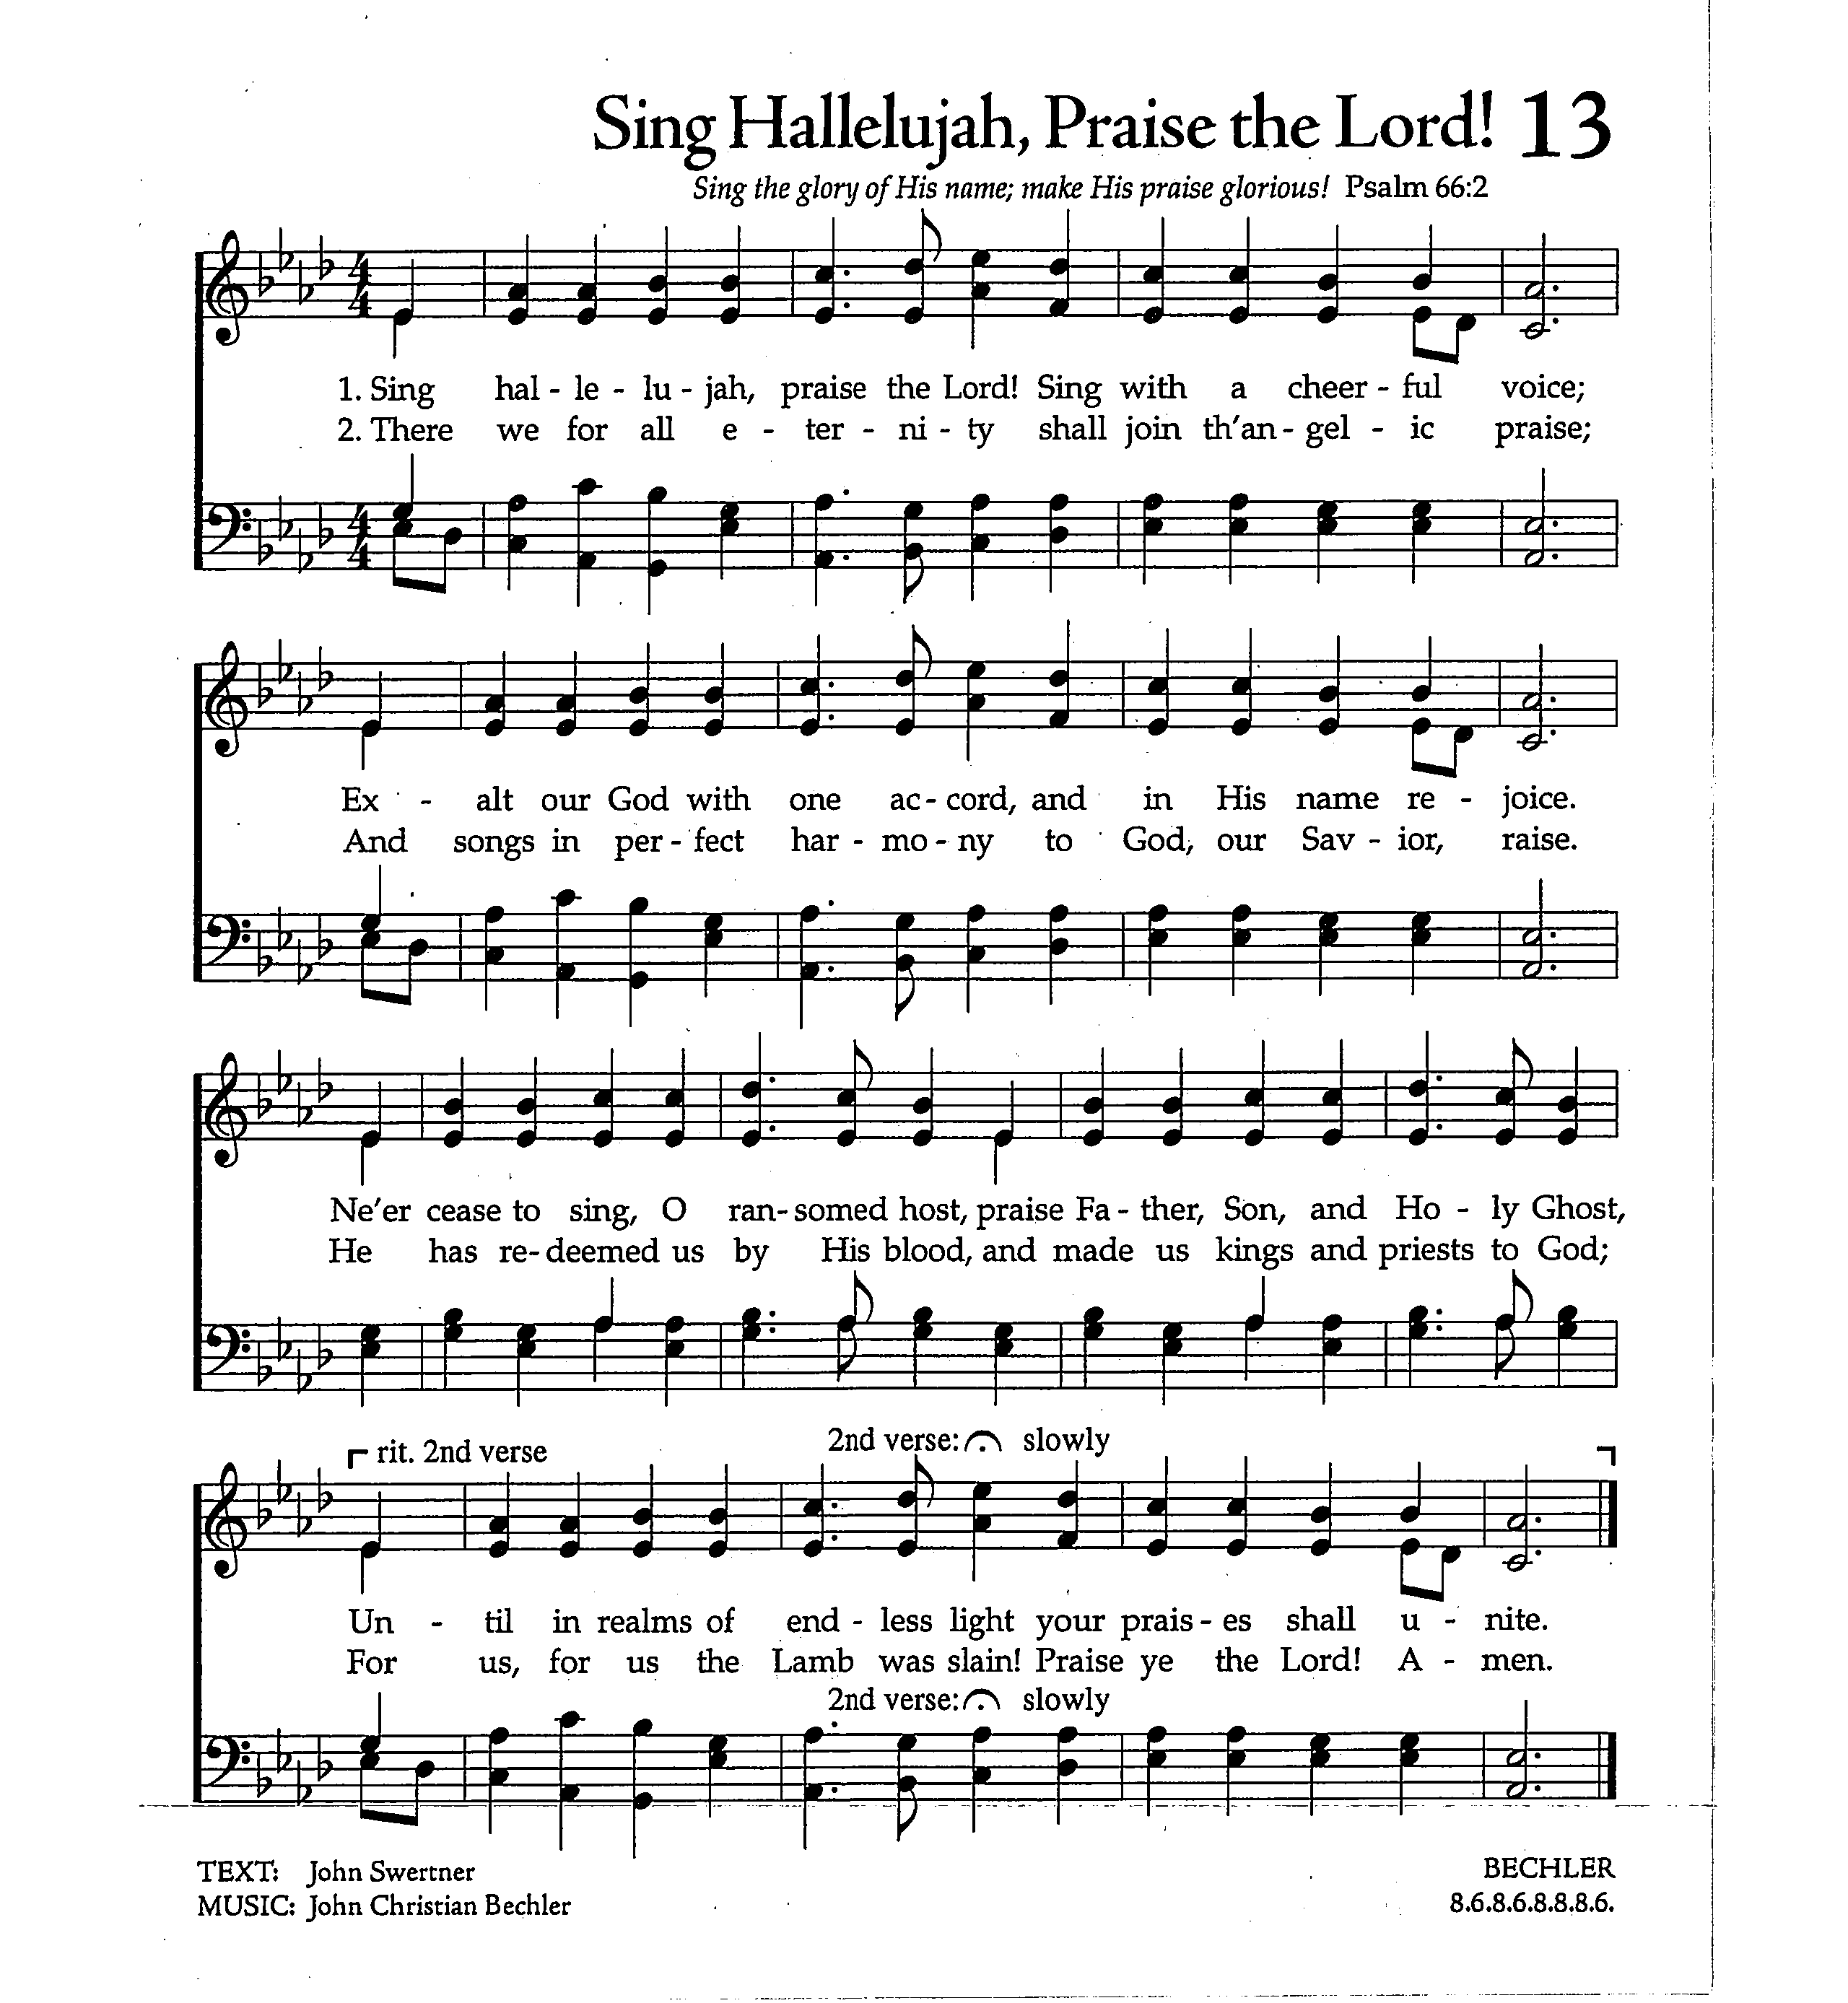 Sing Hallelujah, Praise the Lord! 13
Sing the glory of His name; make His praise glorious! Psalm 66:2
1. Sing hal - le - lu - jah, praise the Lord! Sing with a cheer - ful voice;
2. There we for all e - ter - ni - ty shall join th'an - gel - ic praise;
Ex - alt our God with one ac - cord, and in His name re - joice.
And songs in per - fect har - mo - ny to God, our Sav - ior, raise.
Ne'er cease to sing, O ran - somed host, praise Fa - ther, Son, and Ho - ly Ghost,
He has re - deemed us by His blood, and made us kings and priests to God;
rit. 2nd verse 2nd verse: slowly
Un - til in realms of end - less light your prais - es shall u - nite.
For us, for us the Lamb was slain! Praise ye the Lord! A - men.
2nd verse: slowly
TEXT: John Swertner
MUSIC: John Christian Bechler
BECHLER
8.6.8.6.8.8.8.6.